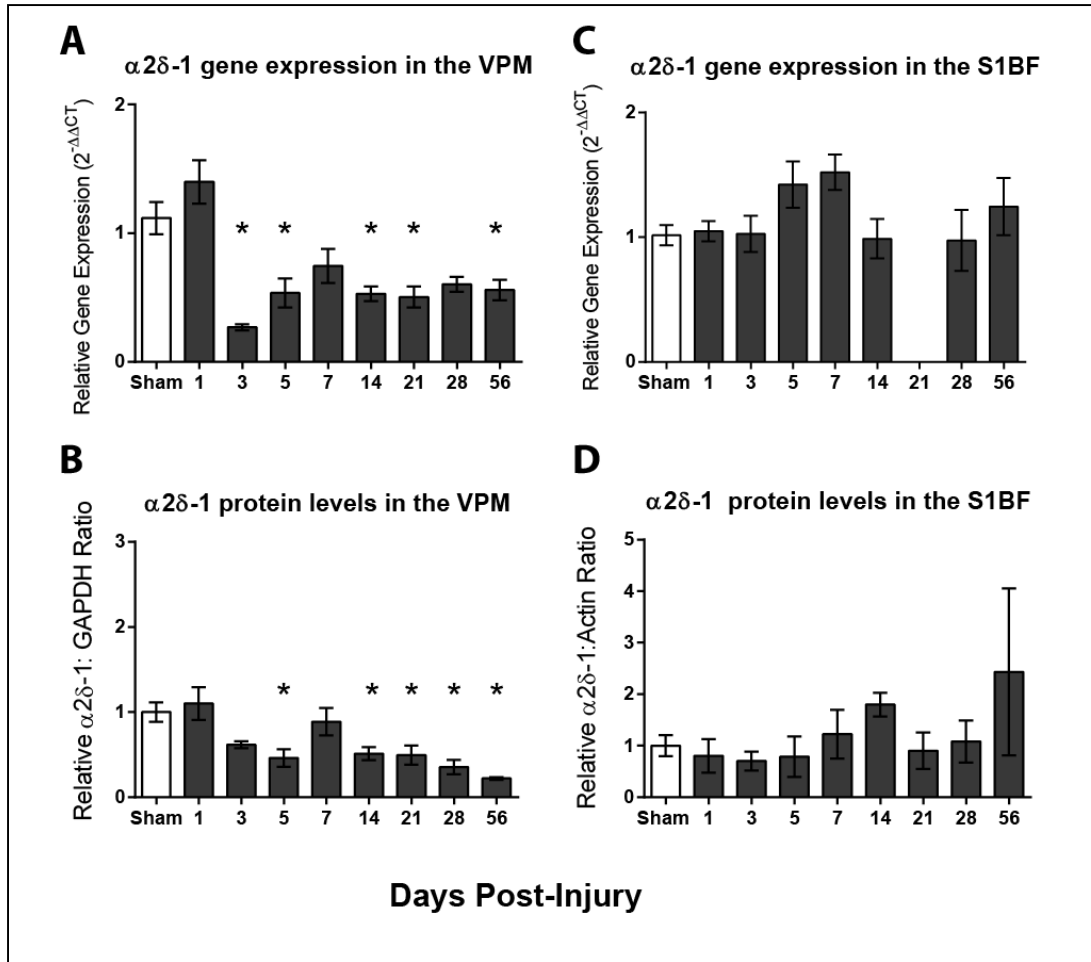 A
α2δ-1 gene expression in the VPM
Relative Gene Expression (2^-ΔΔCT)
2
1
0
* * * * *
Sham 1 3 5 7 14 21 28 56
B
α2δ-1 protein levels in the VPM
Relative α2δ-1: GAPDH Ratio
3
2
1
0
* * * * *
Sham 1 3 5 7 14 21 28 56
C
α2δ-1 gene expression in the S1BF
Relative Gene Expression (2^-ΔΔCT)
2
1
0
Sham 1 3 5 7 14 21 28 56
D
α2δ-1 protein levels in the S1BF
Relative α2δ-1:Actin Ratio
5
4
3
2
1
0
Sham 1 3 5 7 14 21 28 56
Days Post-Injury